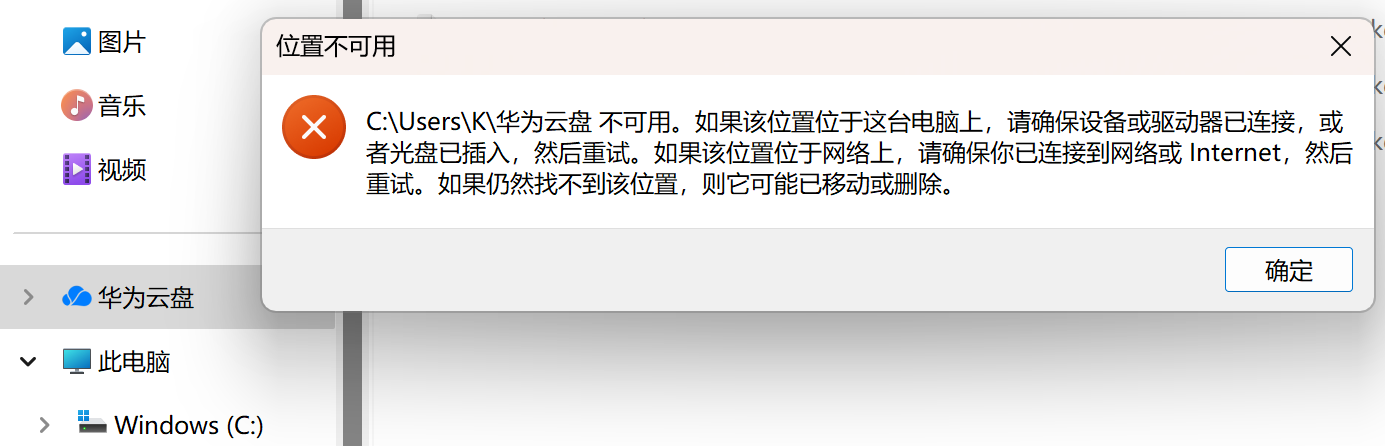 图片
音乐
视频
华为云盘
此电脑
Windows (C:)
位置不可用
C:\Users\K\华为云盘 不可用。如果该位置位于这台电脑上，请确保设备或驱动器已连接，或
者光盘已插入，然后重试。如果该位置位于网络上，请确保你已连接到网络或 Internet，然后
重试。如果仍然找不到该位置，则它可能已移动或删除。
确定